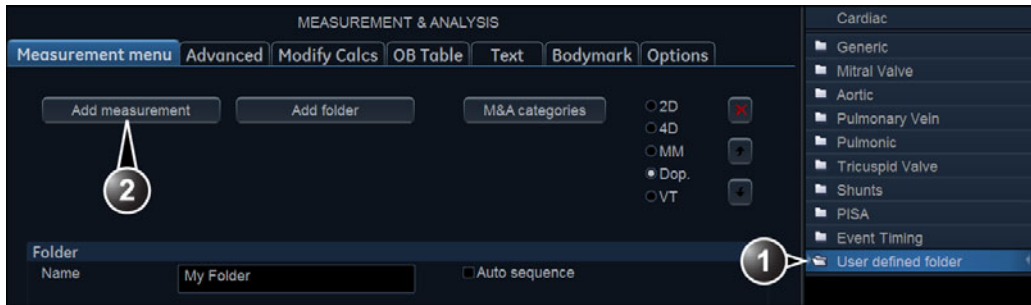 MEASUREMENT & ANALYSIS
Measurement menu Advanced Modify Calcs OB Table Text Bodymark Options
Add measurement Add folder M&A categories
2D
4D
MM
Dop.
VT
2
Folder
Name My Folder Auto sequence
Cardiac
Generic
Mitral Valve
Aortic
Pulmonary Vein
Pulmonic
Tricuspid Valve
Shunts
PISA
Event Timing
1 User defined folder